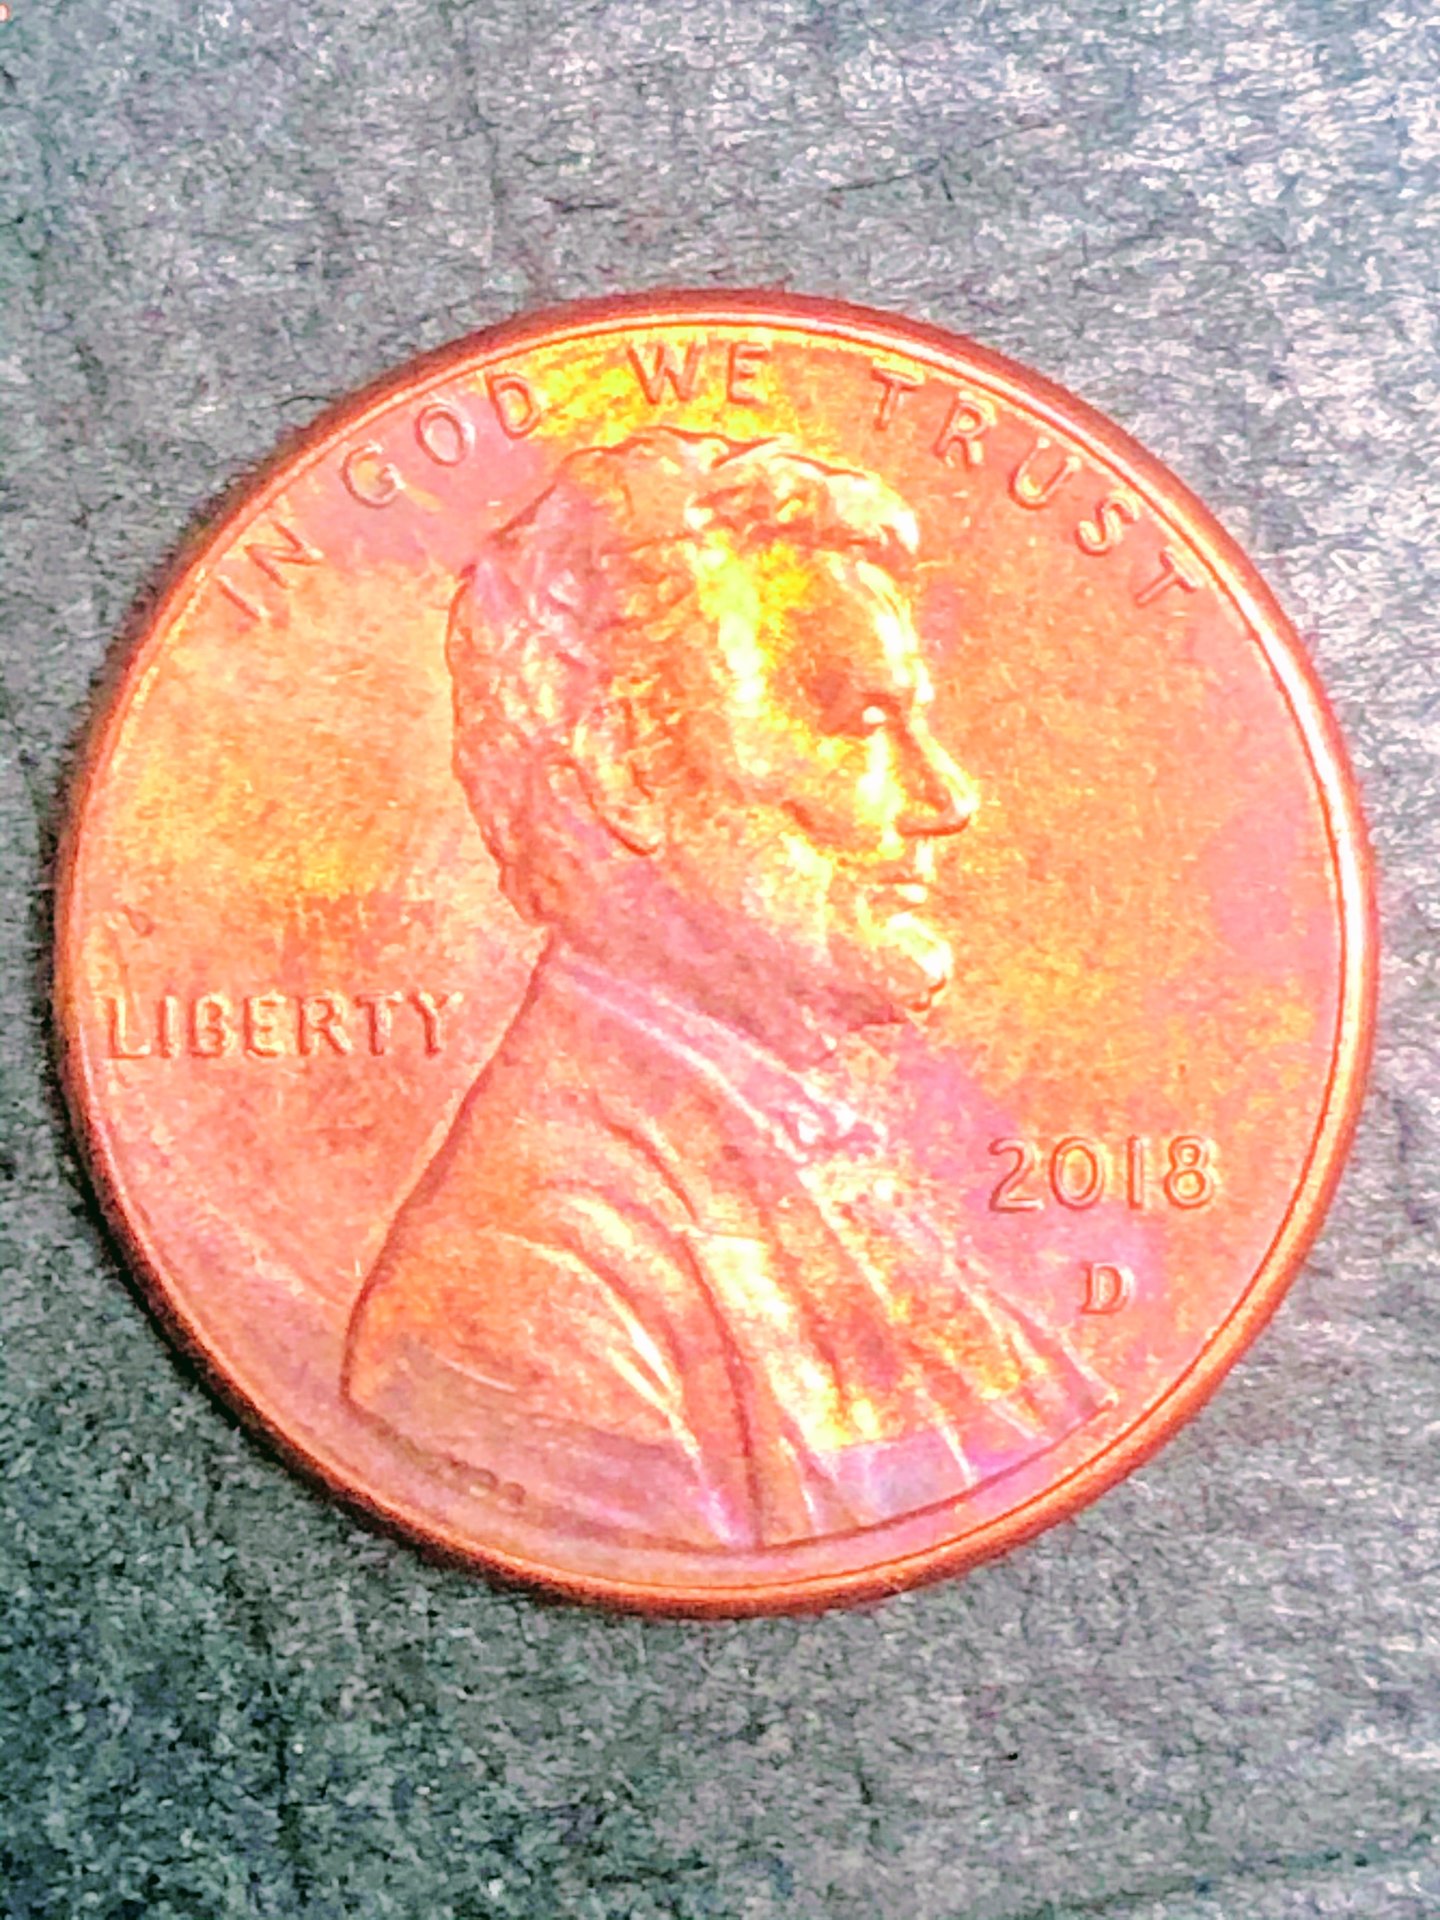 IN GOD WE TRUST
LIBERTY
2018
D